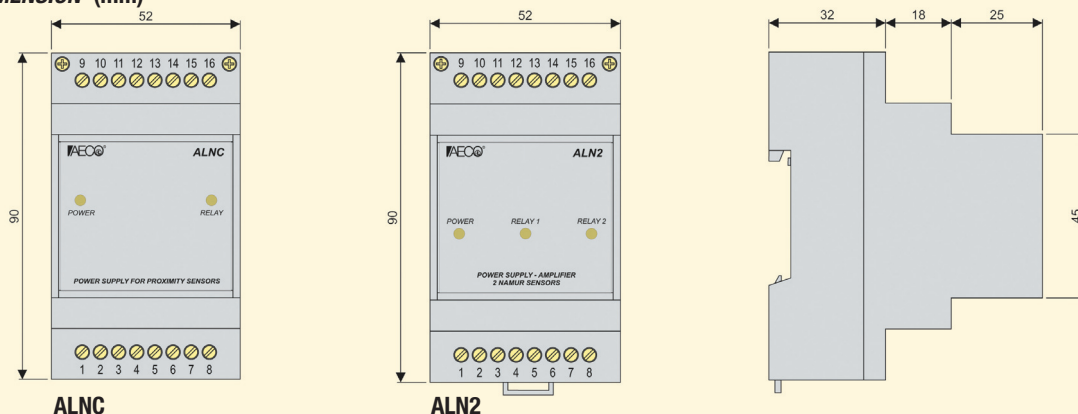 (mm)
52
52
32 18 25
9 10 11 12 13 14 15 16
9 10 11 12 13 14 15 16
AECO®
ALNC
AECO®
ALN2
POWER
RELAY
POWER
RELAY 1
RELAY 2
90
90
45
POWER SUPPLY FOR PROXIMITY SENSORS
POWER SUPPLY - AMPLIFIER
2 NAMUR SENSORS
1 2 3 4 5 6 7 8
1 2 3 4 5 6 7 8
ALNC
ALN2